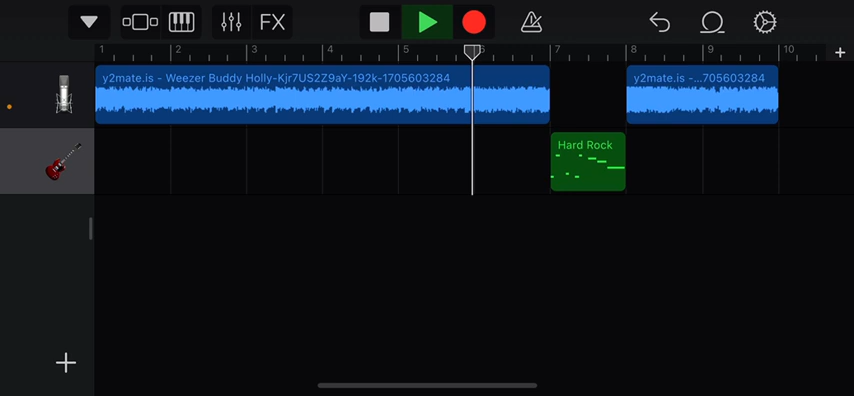 FX
1 2 3 4 5 6 7 8 9 10
y2mate.is - Weezer Buddy Holly-Kjr7US2Z9aY-192k-1705603284
y2mate.is -...705603284
Hard Rock